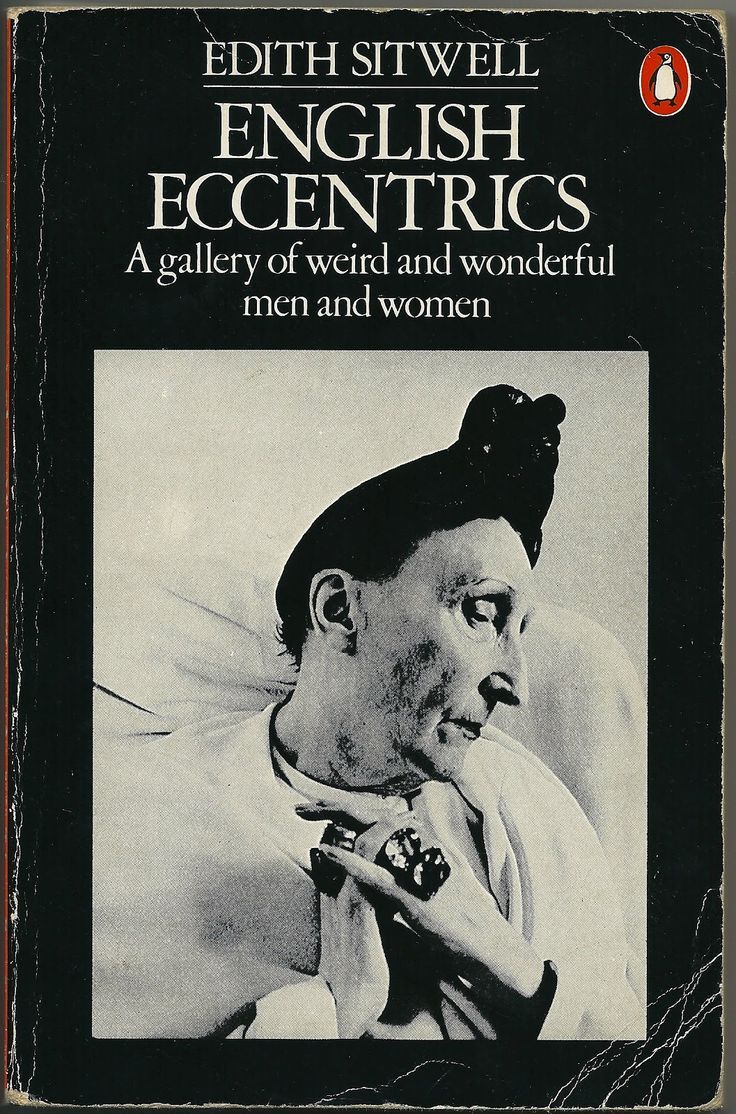 EDITH SITWELL
ENGLISH
ECCENTRICS
A gallery of weird and wonderful
men and women